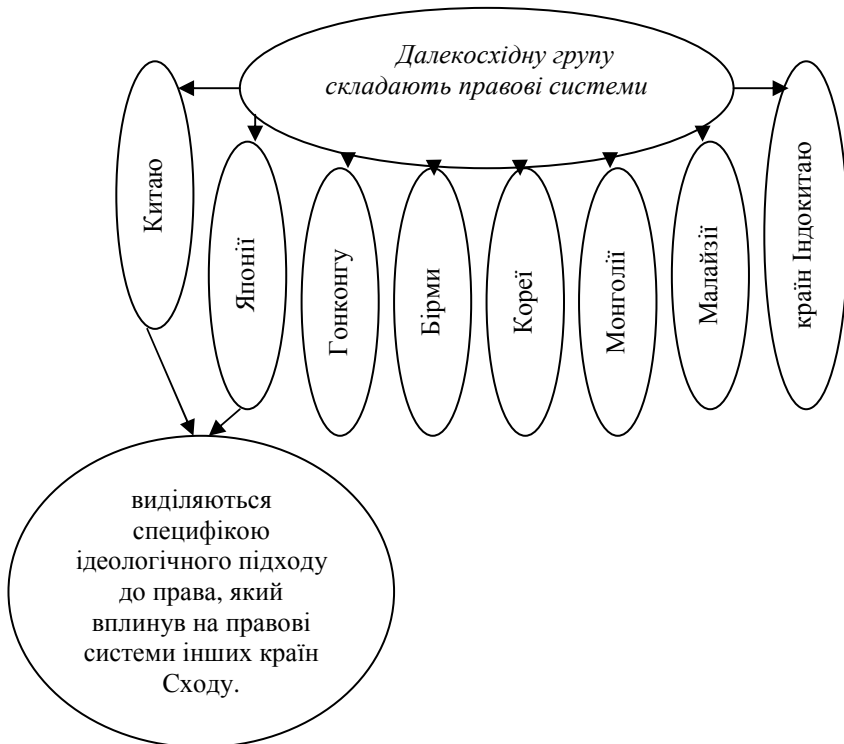 Далекосхідну групу
складають правові системи
Китаю
Японії
Гонконгу
Бірми
Кореї
Монголії
Малайзії
країн Індокитаю
виділяються
специфікою
ідеологічного підходу
до права, який
вплинув на правові
системи інших країн
Сходу.